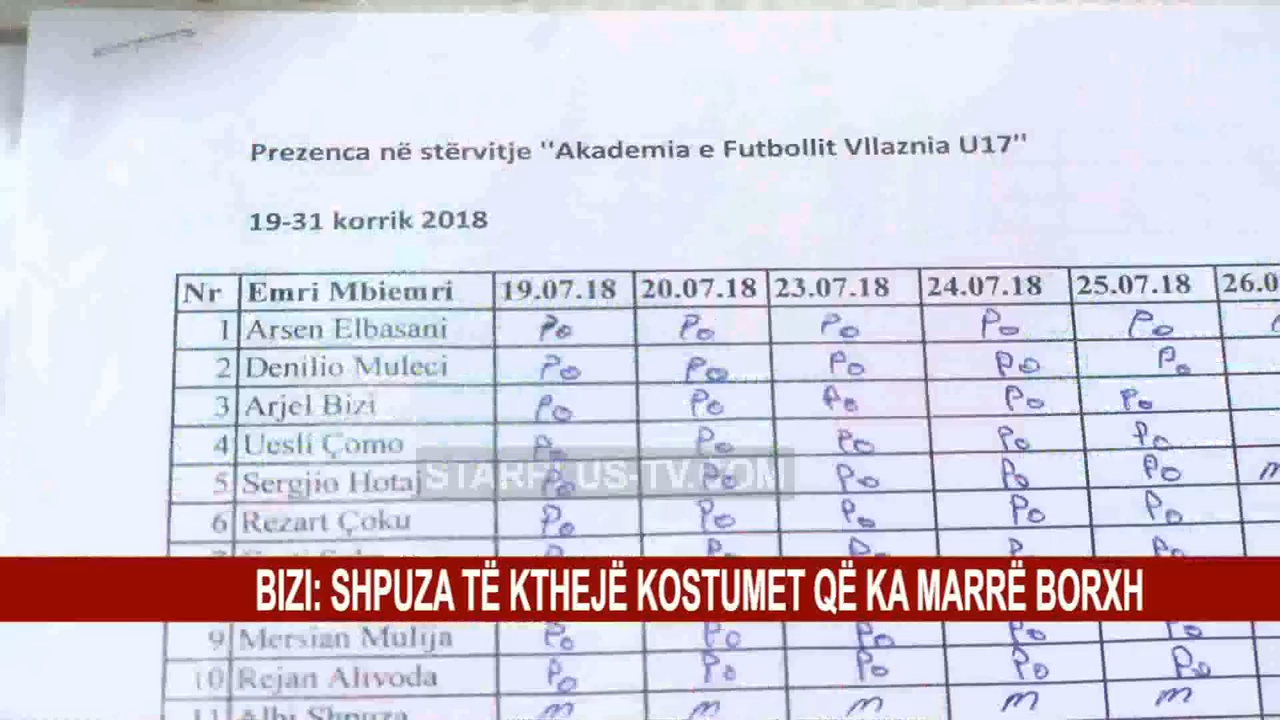 Prezenca në stërvitje "Akademia e Futbollit Vllaznia U17"
19-31 korrik 2018
Nr Emri Mbiemri 19.07.18 20.07.18 23.07.18 24.07.18 25.07.18 26.0
1 Arsen Elbasani Po Po Po Po Po
2 Denilio Muleci Po Po Po Po Po
3 Arjel Bizi Po Po Po Po Po
4 Uesli Çomo Po Po Po Po Po
STARPLUS-TV.COM
5 Sergjio Hotaj Po Po Po Po Po m
6 Rezart Çoku Po Po Po Po Po
BIZI: SHPUZA TË KTHEJË KOSTUMET QË KA MARRË BORXH
9 Mersian Mulija Po Po Po Po Po
10 Rejan Alivoda Po Po Po Po Po
11 Albi Shpuza m m m m m